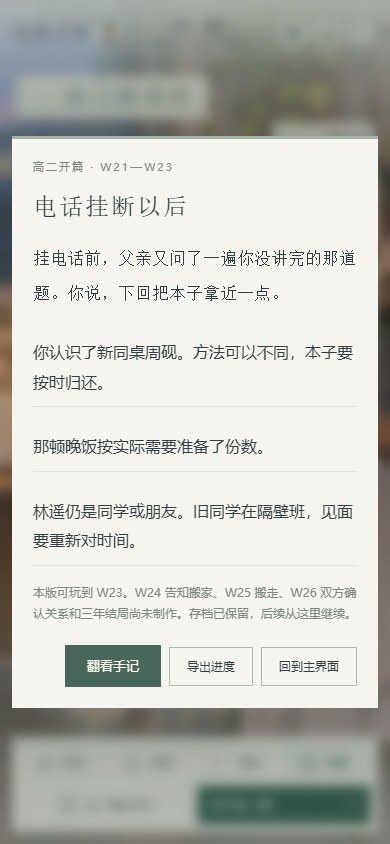 高二开篇 · W21—W23
电话挂断以后
挂电话前，父亲又问了一遍你没讲完的那道
题。你说，下回把本子拿近一点。
你认识了新同桌周砚。方法可以不同，本子要
按时归还。
那顿晚饭按实际需要准备了份数。
林遥仍是同学或朋友。旧同学在隔壁班，见面
要重新对时间。
本版可玩到 W23。W24 告知搬家、W25 搬走、W26 双方确
认关系和三年结局尚未制作。存档已保留，后续从这里继续。
翻看手记
导出进度
回到主界面